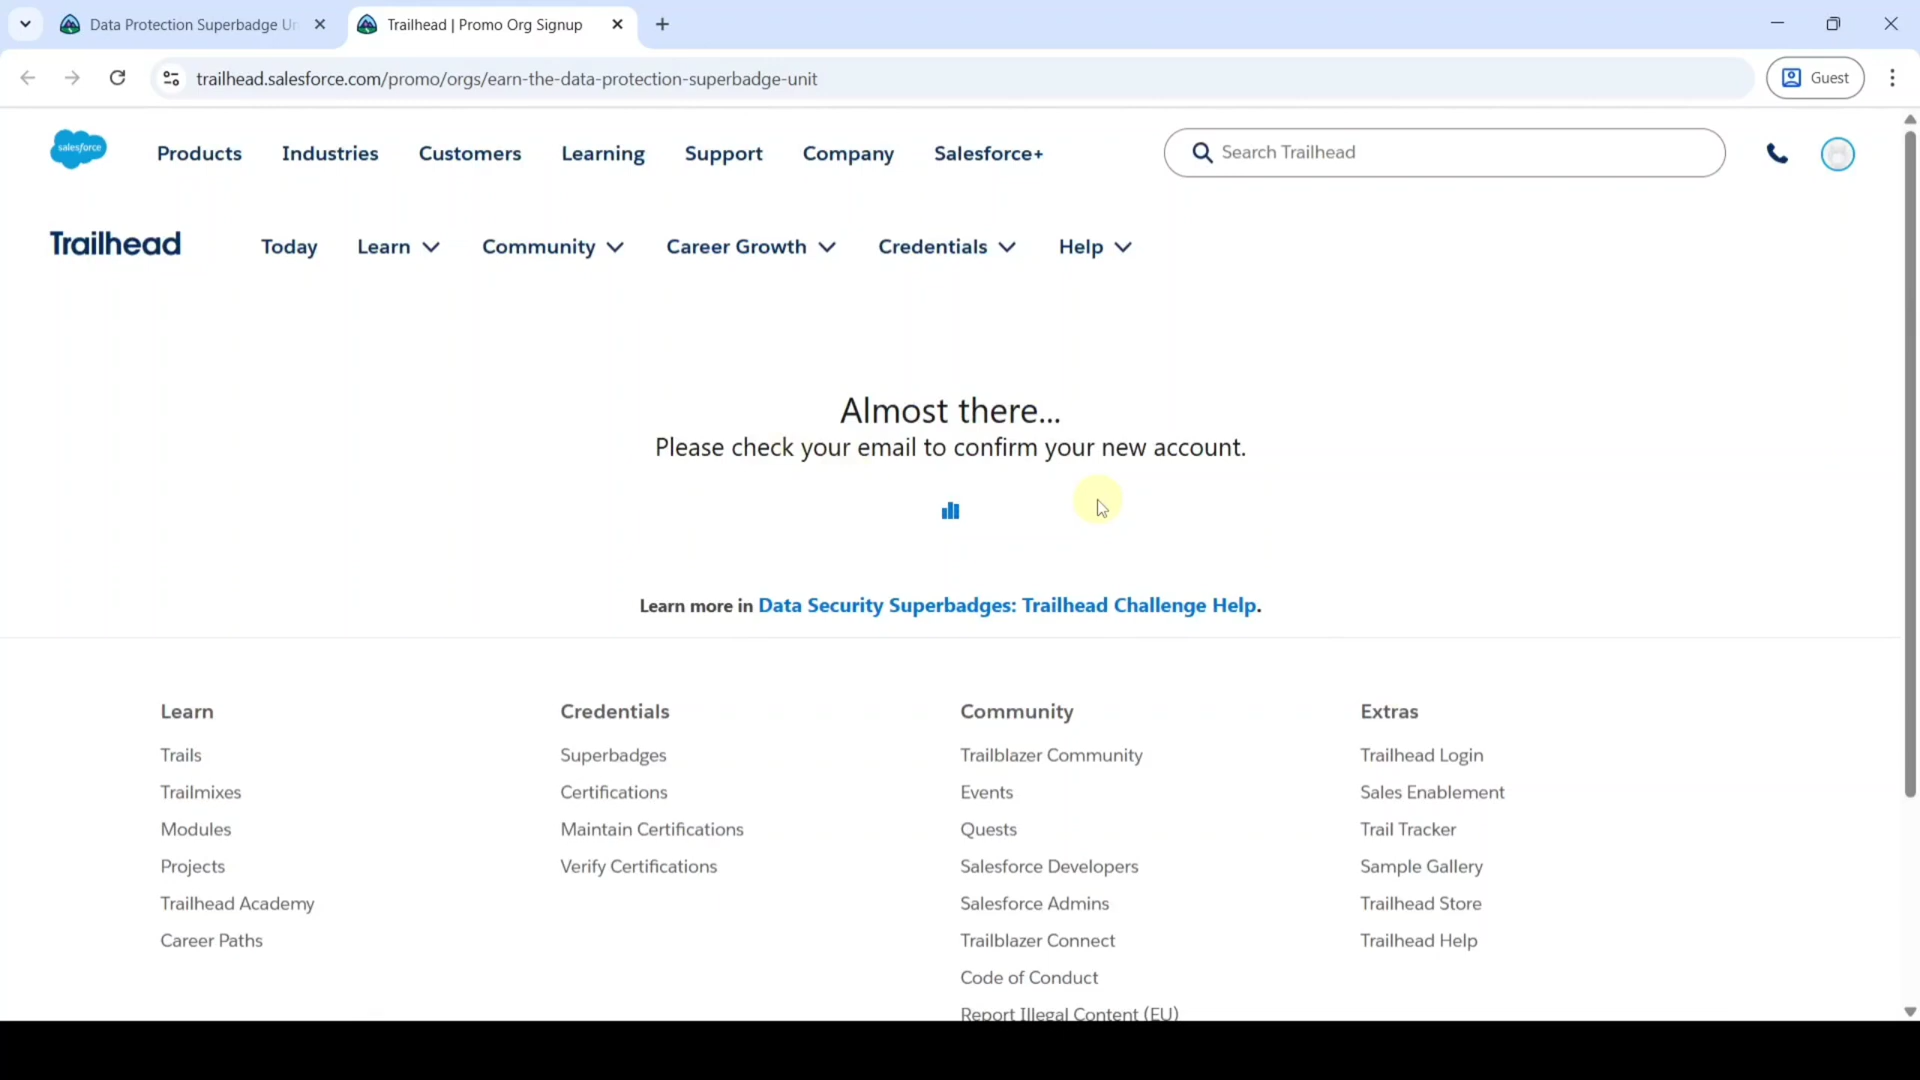 Data Protection Superbadge Un
Trailhead | Promo Org Signup
trailhead.salesforce.com/promo/orgs/earn-the-data-protection-superbadge-unit
Guest
salesforce
Products
Industries
Customers
Learning
Support
Company
Salesforce+
Search Trailhead
Trailhead
Today
Learn
Community
Career Growth
Credentials
Help
Almost there...
Please check your email to confirm your new account.
Learn more in Data Security Superbadges: Trailhead Challenge Help.
Learn
Trails
Trailmixes
Modules
Projects
Trailhead Academy
Career Paths
Credentials
Superbadges
Certifications
Maintain Certifications
Verify Certifications
Community
Trailblazer Community
Events
Quests
Salesforce Developers
Salesforce Admins
Trailblazer Connect
Code of Conduct
Report Illegal Content (EU)
Extras
Trailhead Login
Sales Enablement
Trail Tracker
Sample Gallery
Trailhead Store
Trailhead Help